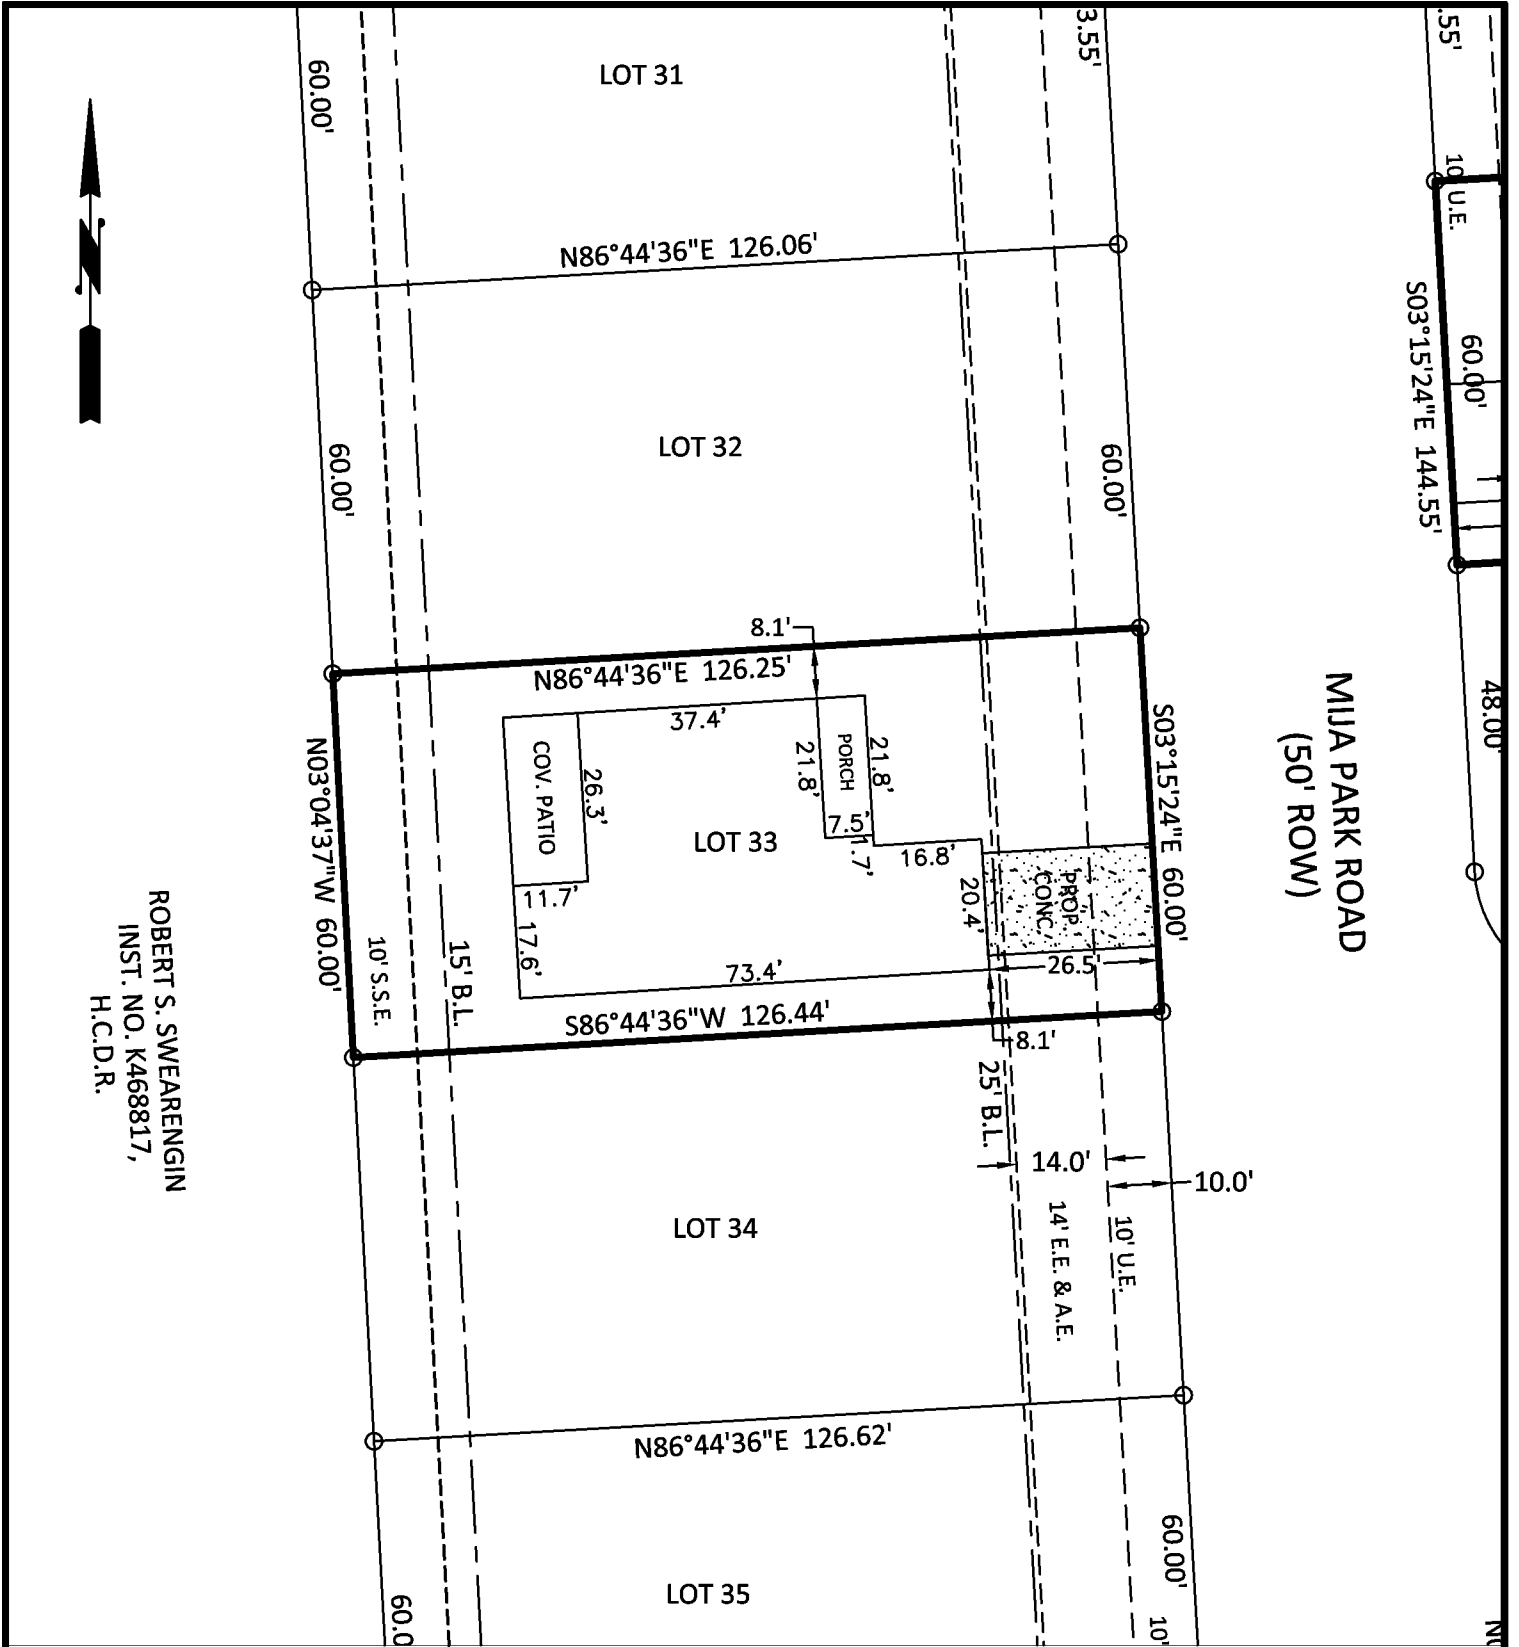 LOT 31
60.00'
3.55'
.55'
N
10' U.E.
N86°44'36"E 126.06'
S03°15'24"E 144.55'
60.00'
LOT 32
60.00'
60.00'
8.1'
N86°44'36"E 126.25'
MIJA PARK ROAD
(50' ROW)
48.00'
S03°15'24"E 60.00'
N03°04'37"W 60.00'
37.4'
21.8'
PORCH
21.8'
COV. PATIO
26.3'
LOT 33
7.5'
1.7'
16.8'
PROP.
CONC.
20.4'
11.7'
17.6'
73.4'
26.5'
S86°44'36"W 126.44'
8.1'
10' S.S.E.
15' B.L.
25' B.L.
ROBERT S. SWEARENGIN
INST. NO. K468817,
H.C.D.R.
14.0'
10.0'
LOT 34
14' E.E. & A.E.
10' U.E.
N86°44'36"E 126.62'
60.00'
LOT 35
60.0
10'